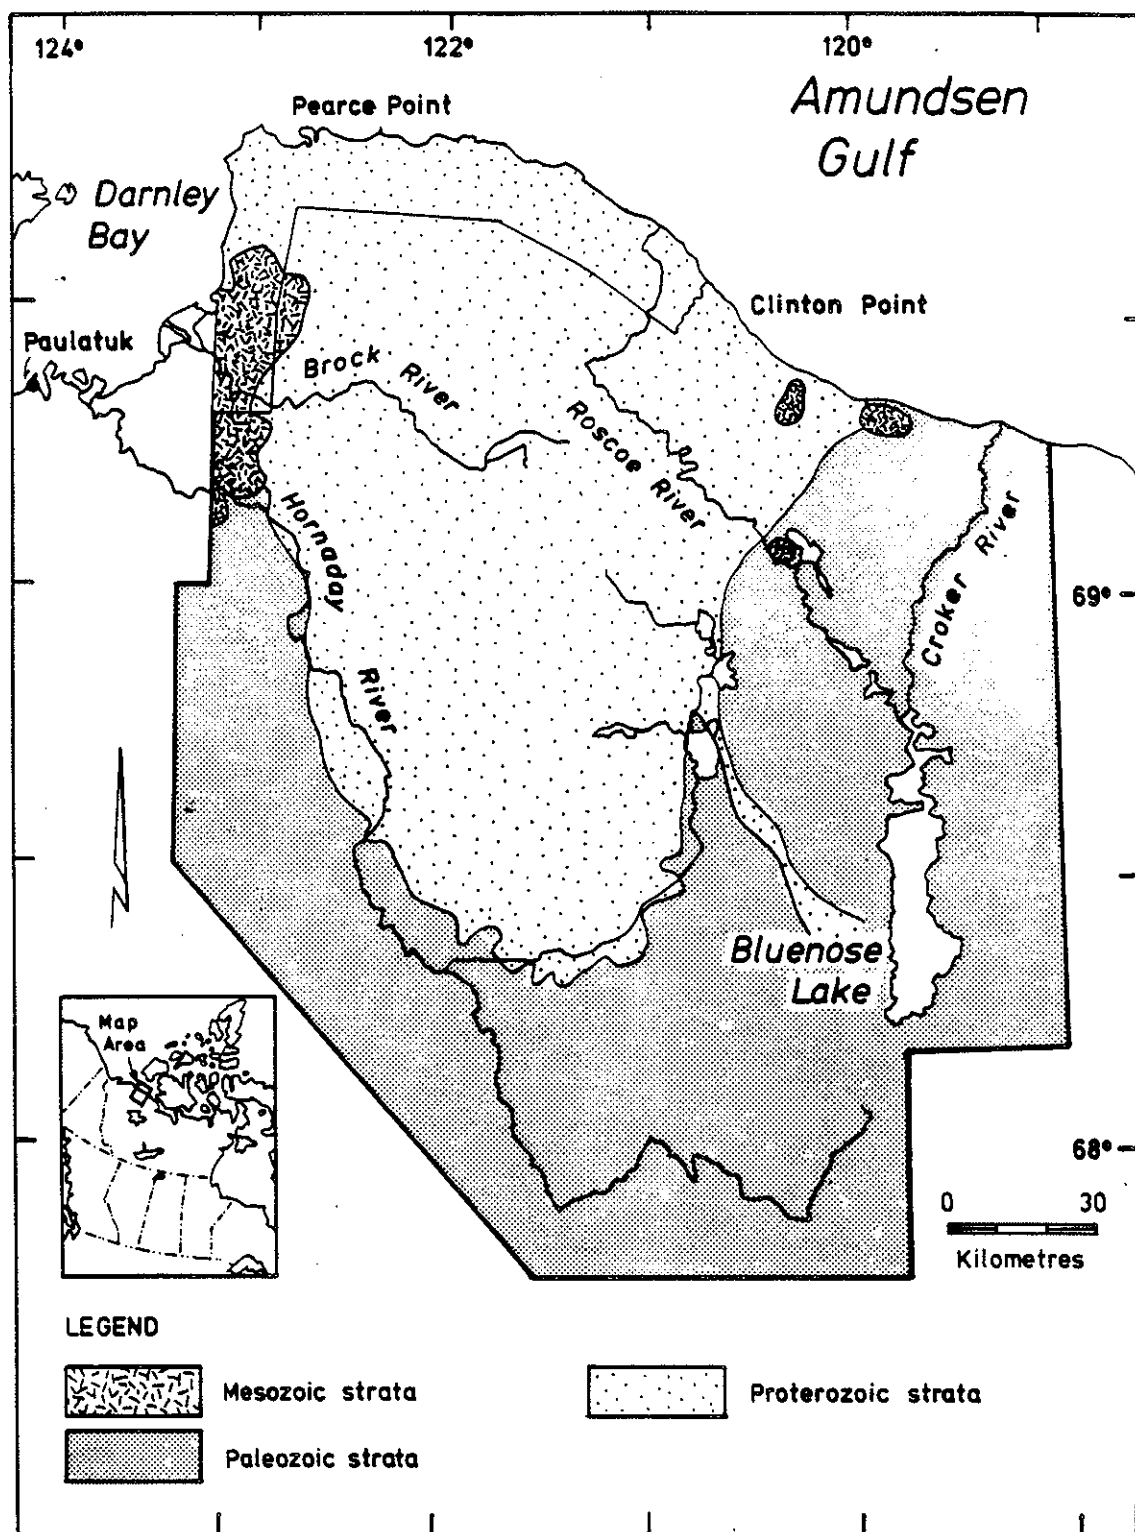 124°
122°
120°
Pearce Point
Amundsen
Gulf
Darnley
Bay
Clinton Point
Paulatuk
Brock River
Roscoe River
Hornaday River
Croker River
69°
Bluenose
Lake
Map
Area
68°
0 30
Kilometres
LEGEND
Mesozoic strata
Proterozoic strata
Paleozoic strata